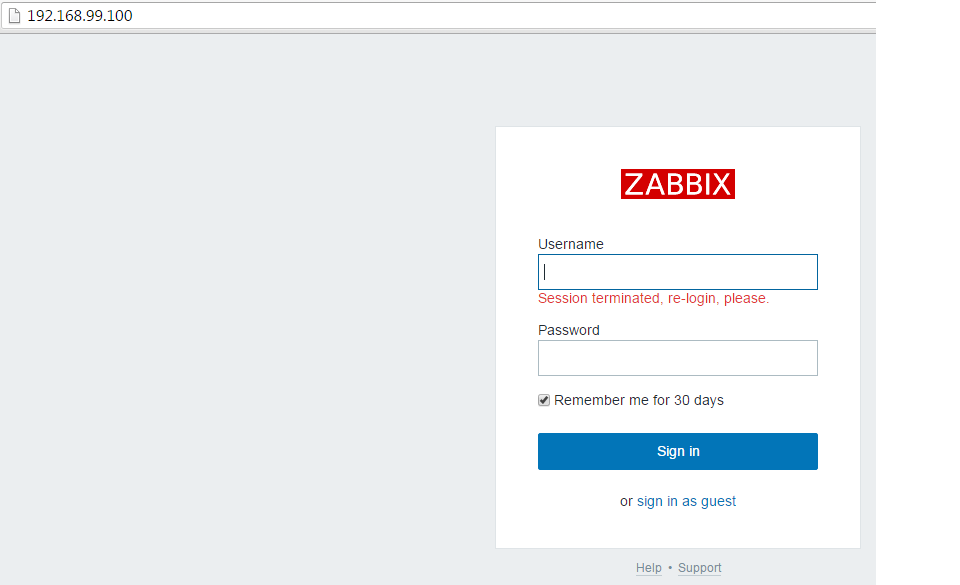 192.168.99.100
ZABBIX
Username
Session terminated, re-login, please.
Password
Remember me for 30 days
Sign in
or sign in as guest
Help • Support